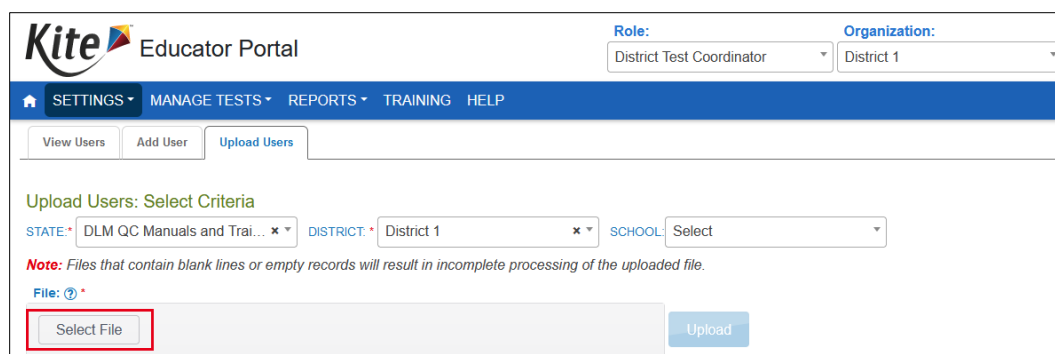 Kite Educator Portal
Role: Organization:
District Test Coordinator District 1
SETTINGS MANAGE TESTS REPORTS TRAINING HELP
View Users Add User Upload Users
Upload Users: Select Criteria
STATE:* DLM QC Manuals and Trai... × DISTRICT: * District 1 × SCHOOL: Select
Note: Files that contain blank lines or empty records will result in incomplete processing of the uploaded file.
File: ? *
Select File Upload